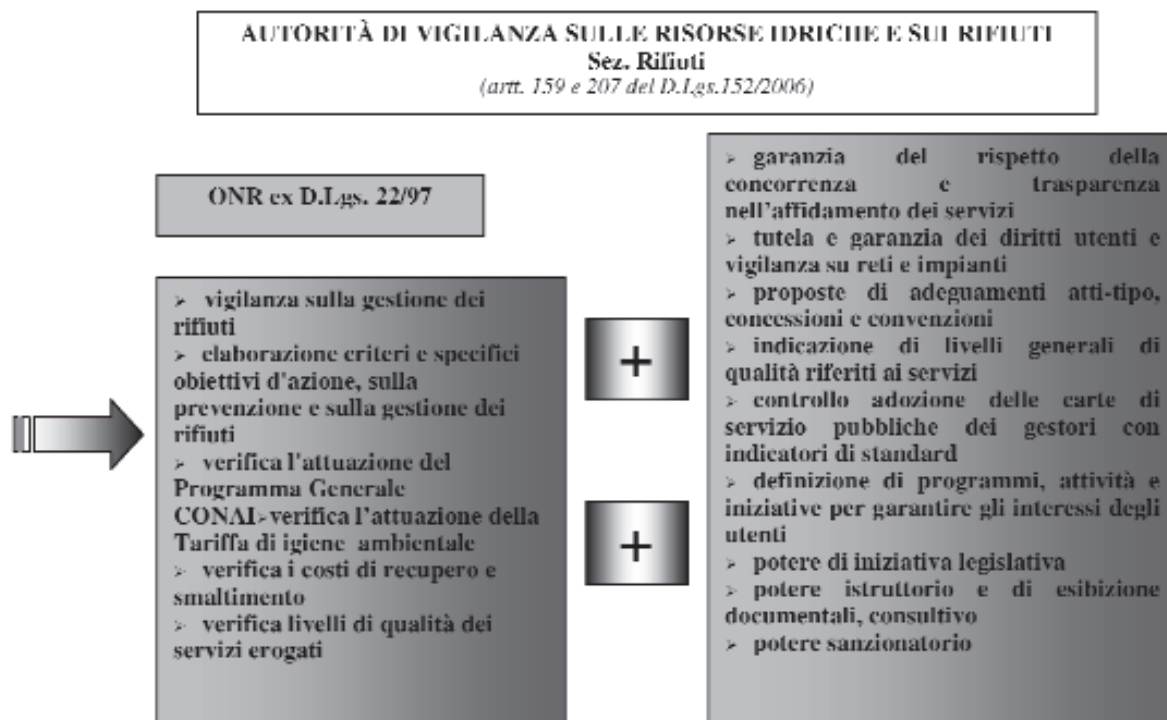 AUTORITÀ DI VIGILANZA SULLE RISORSE IDRICHE E SUI RIFIUTI
Sez. Rifiuti
(artt. 159 e 207 del D.Lgs.152/2006)
ONR ex D.Lgs. 22/97
➢ vigilanza sulla gestione dei
rifiuti
➢ elaborazione criteri e specifici
obiettivi d'azione, sulla
prevenzione e sulla gestione dei
rifiuti
➢ verifica l'attuazione del
Programma Generale
CONAI➢verifica l'attuazione della
Tariffa di igiene ambientale
➢ verifica i costi di recupero e
smaltimento
➢ verifica livelli di qualità dei
servizi erogati
+
+
➢ garanzia del rispetto della
concorrenza e trasparenza
nell'affidamento dei servizi
➢ tutela e garanzia dei diritti utenti e
vigilanza su reti e impianti
➢ proposte di adeguamenti atti-tipo,
concessioni e convenzioni
➢ indicazione di livelli generali di
qualità riferiti ai servizi
➢ controllo adozione delle carte di
servizio pubbliche dei gestori con
indicatori di standard
➢ definizione di programmi, attività e
iniziative per garantire gli interessi degli
utenti
➢ potere di iniziativa legislativa
➢ potere istruttorio e di esibizione
documentali, consultivo
➢ potere sanzionatorio